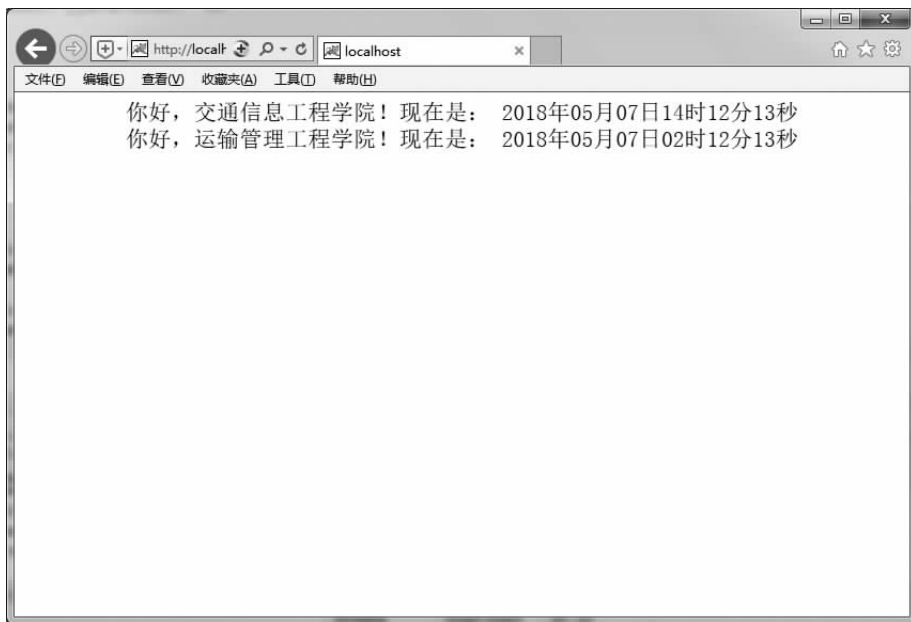 http://localh
localhost
文件(F) 编辑(E) 查看(V) 收藏夹(A) 工具(T) 帮助(H)
你好，交通信息工程学院！现在是： 2018年05月07日14时12分13秒
你好，运输管理工程学院！现在是： 2018年05月07日02时12分13秒